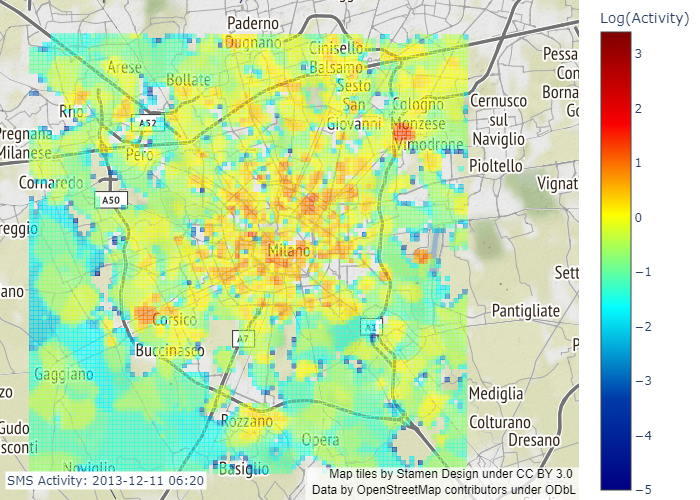 Log(Activity)
3
2
1
0
−1
−2
−3
−4
−5
Paderno
Dugnano
Cinisello
Balsamo
Arese
Bollate
Sesto
San
Giovanni
Pessa
Con
Borna
Go
Rho
A52
Cologno
Monzese
Vimodrone
Cernusco
sul
Naviglio
Pregnana
Milanese
Pero
Pioltello
Cornaredo
Vignat
A50
reggio
Milano
Sett
ano
Corsico
Pantigliate
A1
A7
P
Buccinasco
Gaggiano
zo
Mediglia
Rozzano
Colturano
Gudo
sconti
Opera
Dresano
Noviglio
Basiglio
SMS Activity: 2013-12-11 06:20
Map tiles by Stamen Design under CC BY 3.0
Data by OpenStreetMap contributors under ODbL